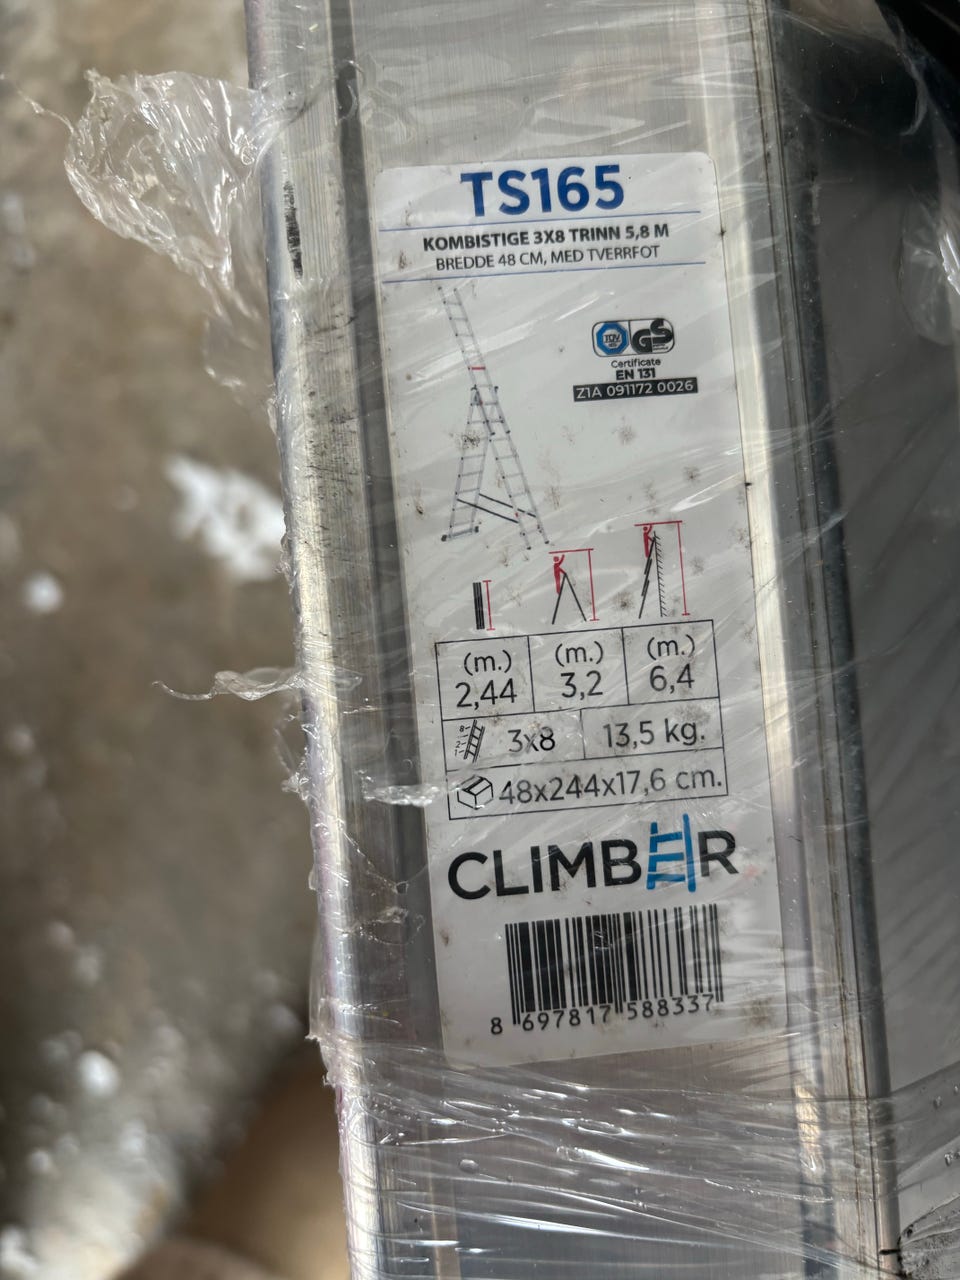 TS165
KOMBISTIGE 3X8 TRINN 5,8 M
BREDDE 48 CM, MED TVERRFOT
TÜV
GS
Certificate
EN 131
Z1A 091172 0026
(m.) (m.) (m.)
2,44 3,2 6,4
3x8 13,5 kg.
48x244x17,6 cm.
CLIMBER
8 697817 588337